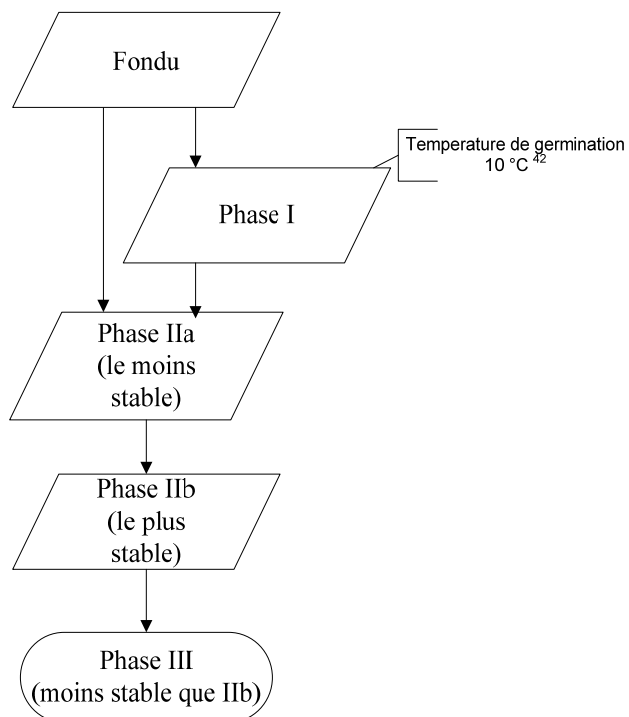 Fondu
Temperature de germination
10 °C 42
Phase I
Phase IIa
(le moins
stable)
Phase IIb
(le plus
stable)
Phase III
(moins stable que IIb)